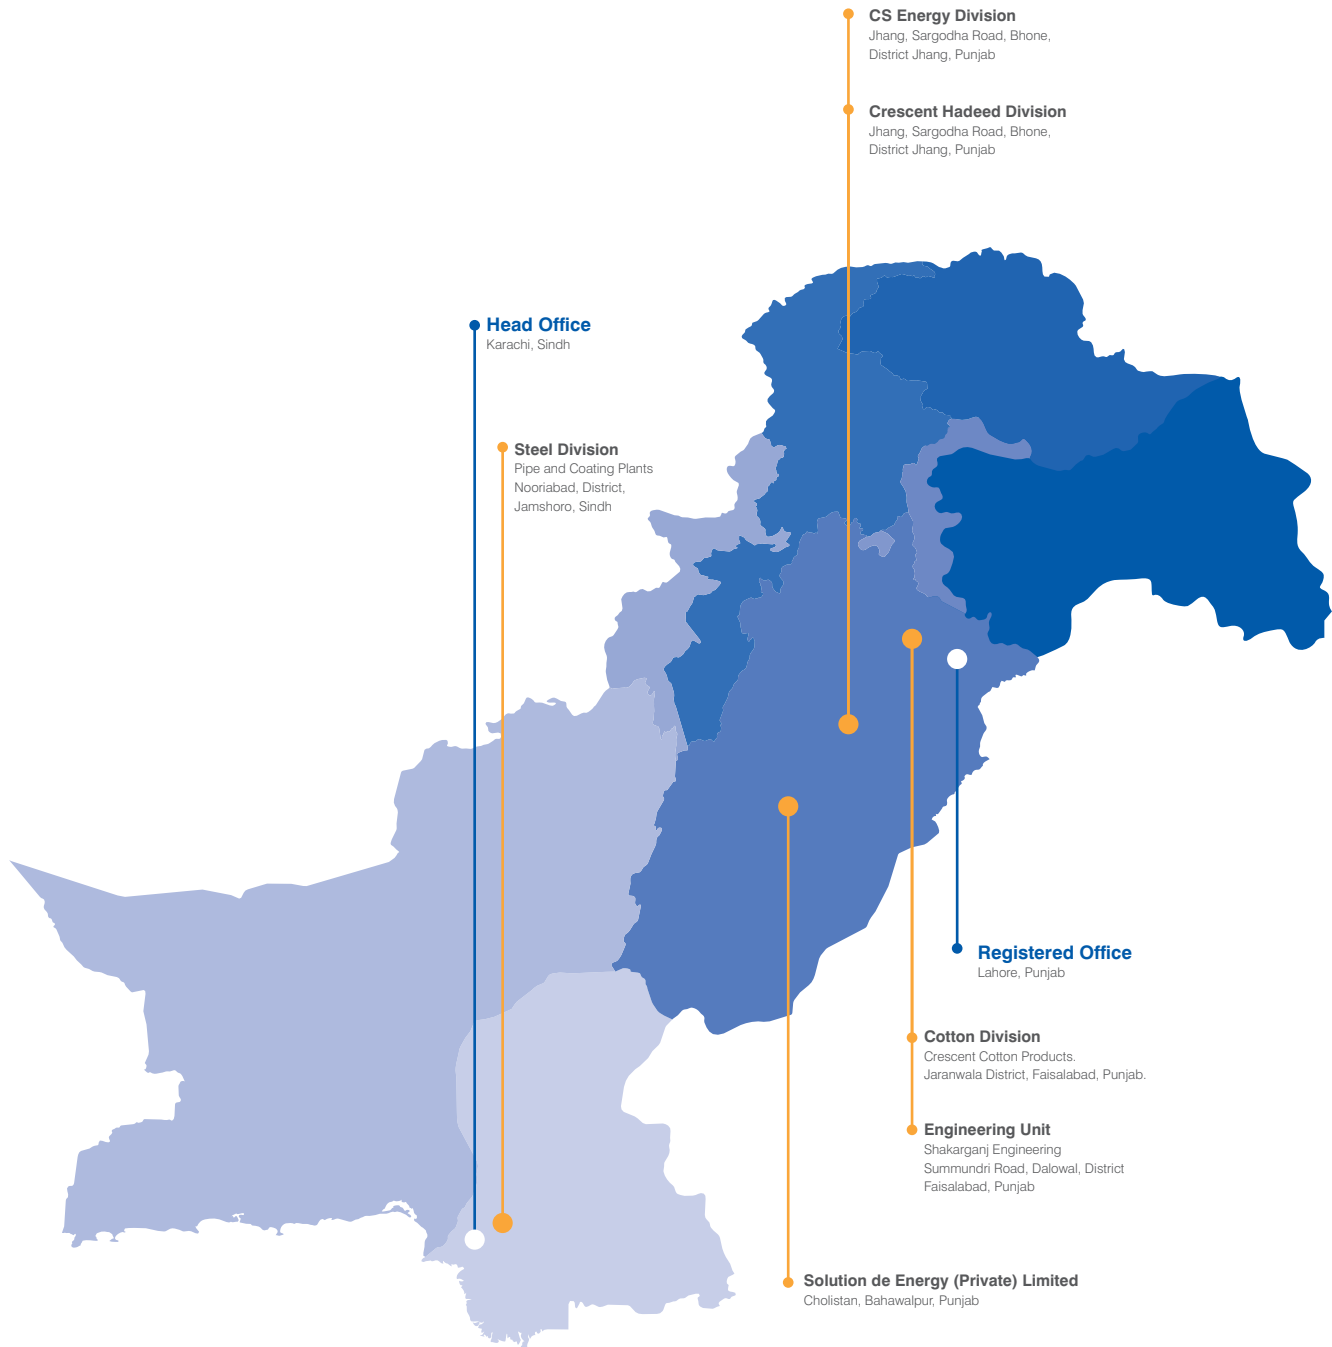 CS Energy Division
Jhang, Sargodha Road, Bhone,
District Jhang, Punjab
Crescent Hadeed Division
Jhang, Sargodha Road, Bhone,
District Jhang, Punjab
Head Office
Karachi, Sindh
Steel Division
Pipe and Coating Plants
Nooriabad, District,
Jamshoro, Sindh
Registered Office
Lahore, Punjab
Cotton Division
Crescent Cotton Products.
Jaranwala District, Faisalabad, Punjab.
Engineering Unit
Shakarganj Engineering
Summundri Road, Dalowal, District
Faisalabad, Punjab
Solution de Energy (Private) Limited
Cholistan, Bahawalpur, Punjab